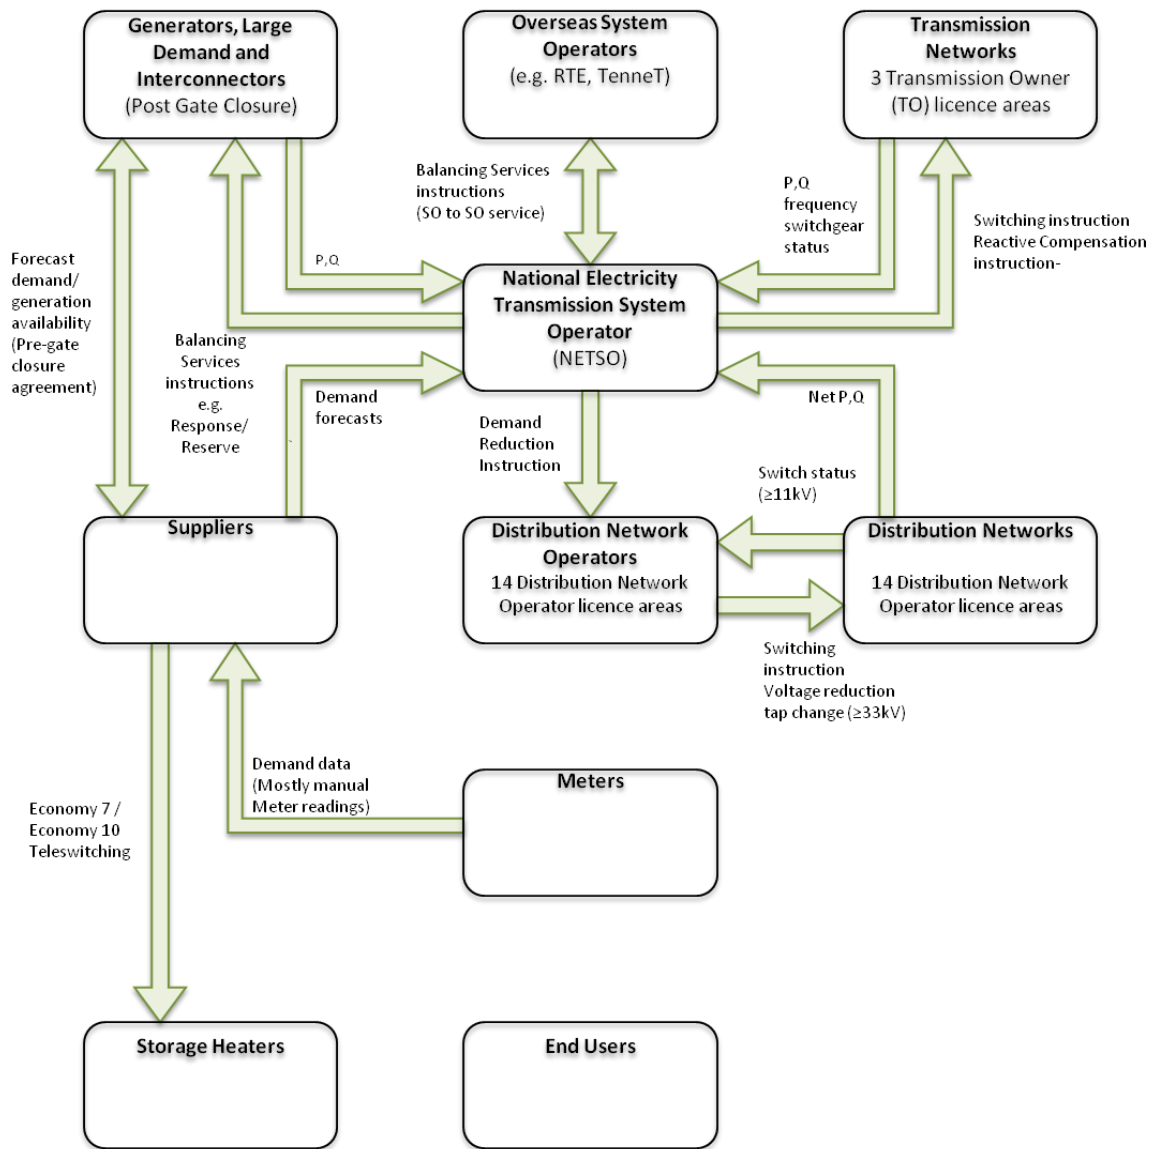 Generators, Large
Demand and
Interconnectors
(Post Gate Closure)
Overseas System
Operators
(e.g. RTE, TenneT)
Transmission
Networks
3 Transmission Owner
(TO) licence areas
Balancing Services
instructions
(SO to SO service)
P,Q
frequency
switchgear
status
Switching instruction
Reactive Compensation
instruction-
Forecast
demand/
generation
availability
(Pre-gate
closure
agreement)
P,Q
National Electricity
Transmission System
Operator
(NETSO)
Balancing
Services
instructions
e.g.
Response/
Reserve
Demand
forecasts
Net P,Q
Demand
Reduction
Instruction
Switch status
(≥11kV)
Suppliers
Distribution Network
Operators
14 Distribution Network
Operator licence areas
Distribution Networks
14 Distribution Network
Operator licence areas
Switching
instruction
Voltage reduction
tap change (≥33kV)
Demand data
(Mostly manual
Meter readings)
Meters
Economy 7 /
Economy 10
Teleswitching
Storage Heaters
End Users